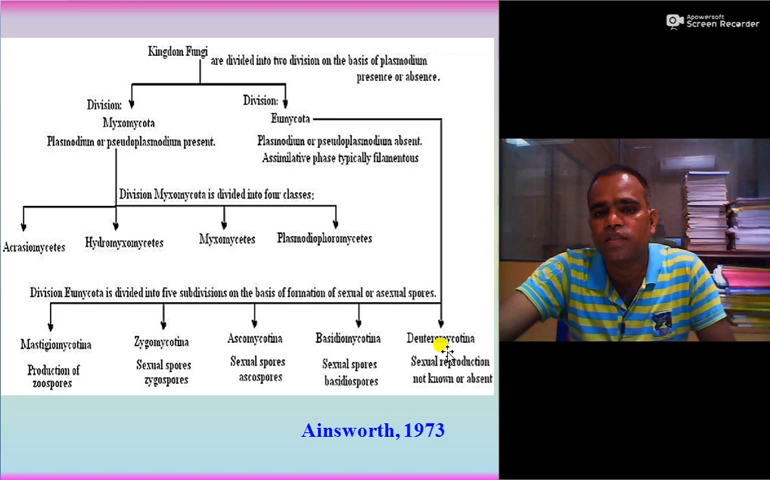 Apowersoft
Screen Recorder
Kingdom Fungi
are divided into two division on the basis of plasmodium
presence or absence.
Division:
Myxomycota
Plasmodium or pseudoplasmodium present.
Division:
Eumycota
Plasmodium or pseudoplasmodium absent.
Assimilative phase typically filamentous
Division Myxomycota is divided into four classes:
Acrasiomycetes
Hydromyxomycetes
Myxomycetes
Plasmodiophoromycetes
Division Eumycota is divided into five subdivisions on the basis of formation of sexual or asexual spores.
Mastigiomycotina
Production of
zoospores
Zygomycotina
Sexual spores
zygospores
Ascomycotina
Sexual spores
ascospores
Basidiomycotina
Sexual spores
basidiospores
Deuteromycotina
Sexual reproduction
not known or absent
Ainsworth, 1973